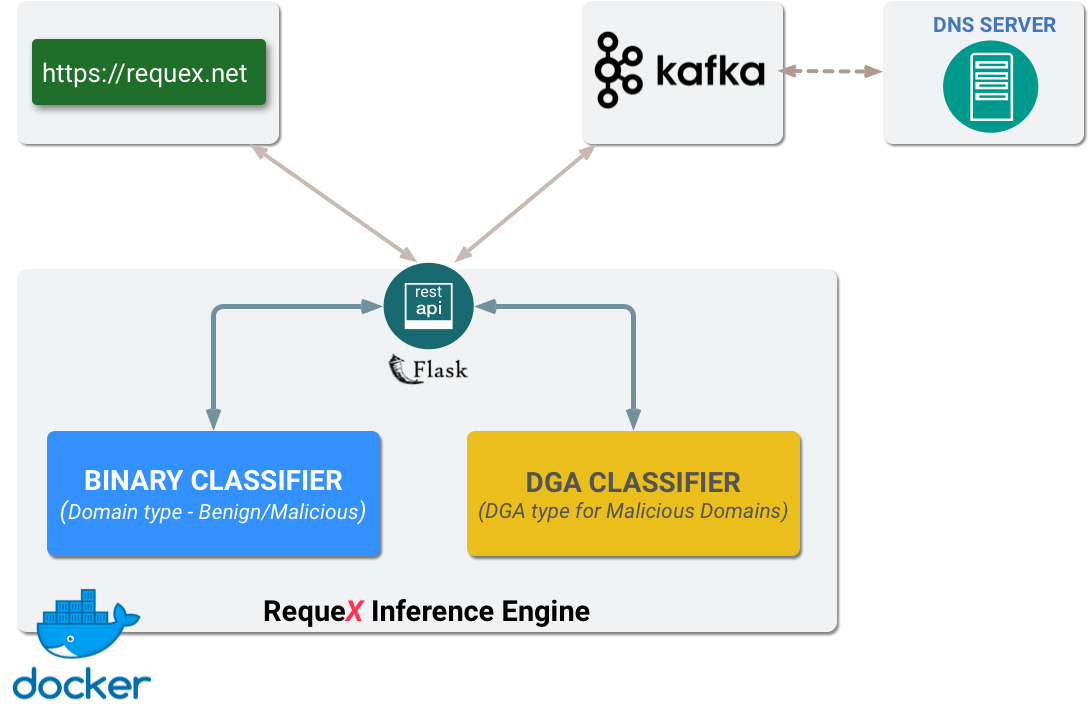 https://requex.net
kafka
DNS SERVER
rest
api
Flask
BINARY CLASSIFIER
(Domain type - Benign/Malicious)
DGA CLASSIFIER
(DGA type for Malicious Domains)
RequeX Inference Engine
docker